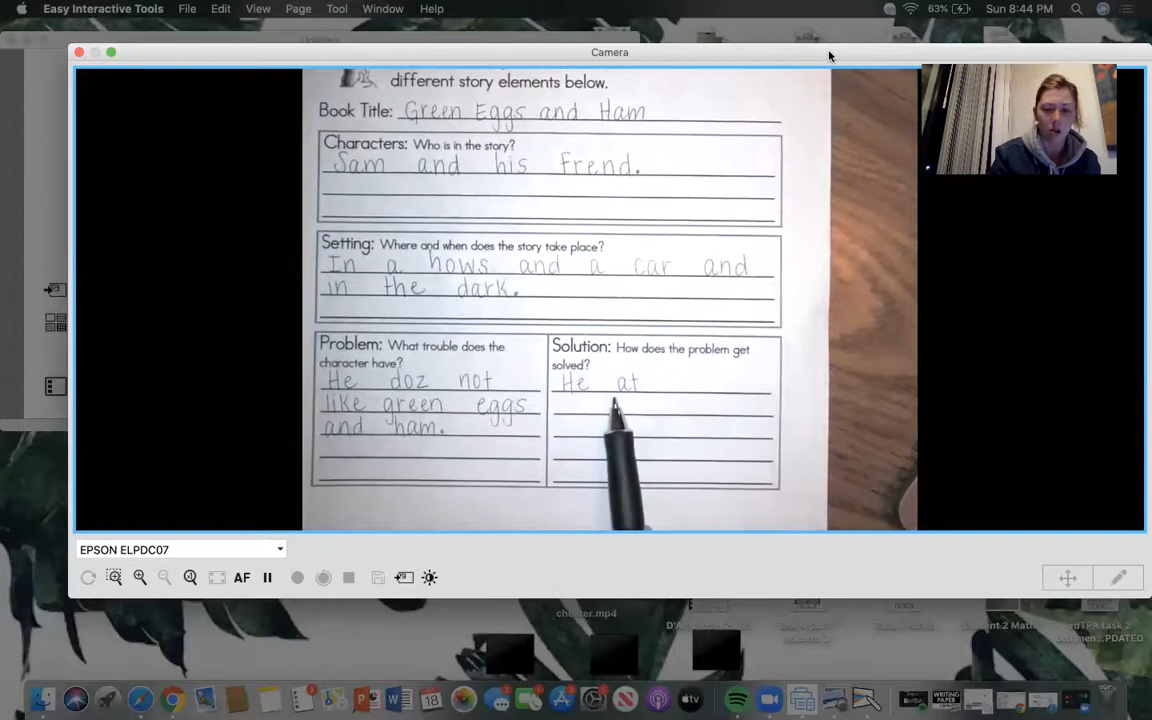 Easy Interactive Tools File Edit View Page Tool Window Help 63% Sun 8:44 PM
Camera
different story elements below.
Book Title: Green Eggs and Ham
Characters: Who is in the story?
Sam and his frend.
Setting: Where and when does the story take place?
In a hows and a car and
in the dark.
Problem: What trouble does the
character have?
He doz not
like green eggs
and ham.
Solution: How does the problem get
solved?
He at
EPSON ELPDC07
AF
chester.mp4